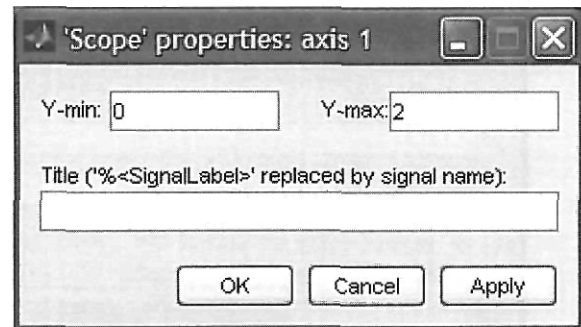 'Scope' properties: axis 1
Y-min: 0 Y-max: 2
Title ('%<SignalLabel>' replaced by signal name):
OK Cancel Apply